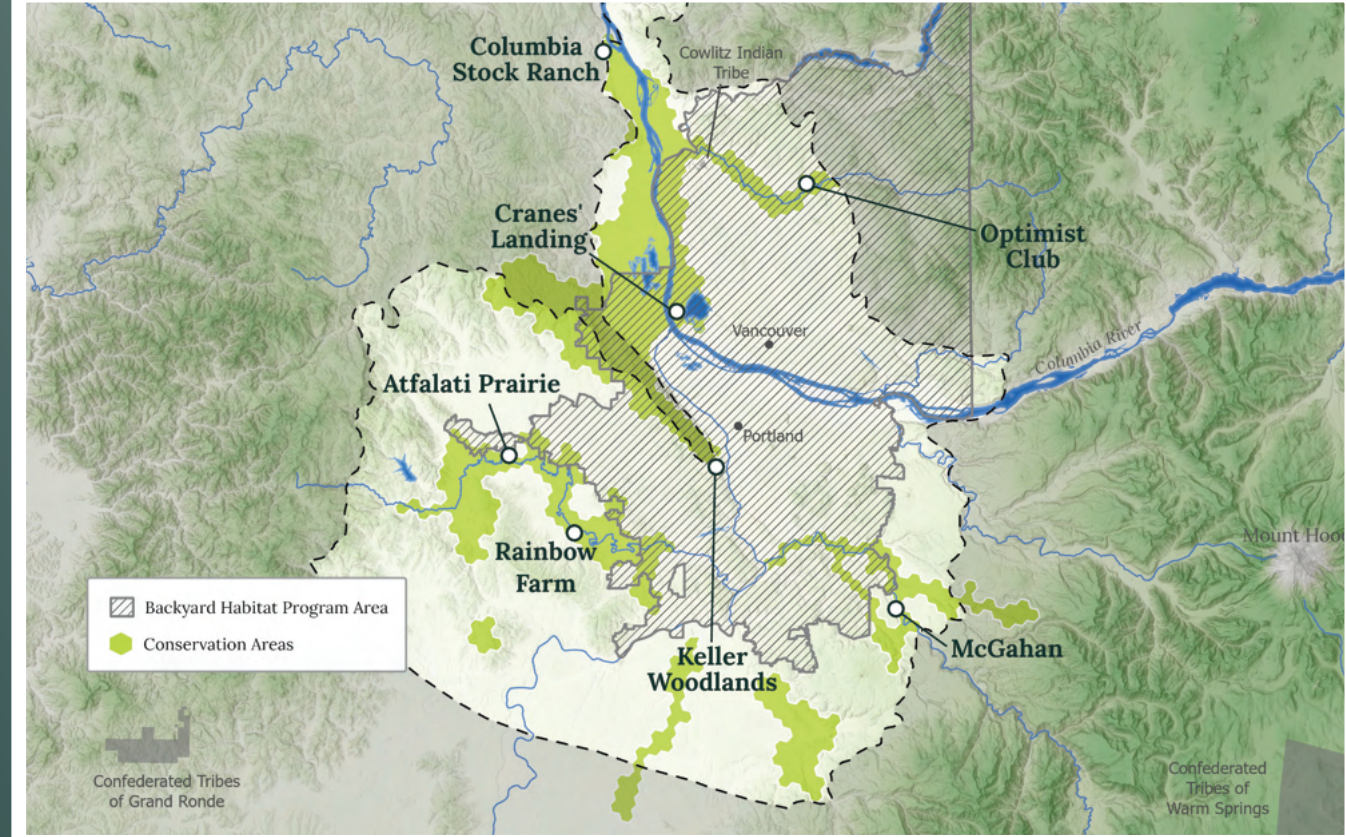 Columbia
Stock Ranch
Cowlitz Indian
Tribe
Cranes'
Landing
Optimist
Club
Vancouver
Columbia River
Atfalati Prairie
Portland
Rainbow
Farm
Mount Hoo
Backyard Habitat Program Area
Conservation Areas
Keller
Woodlands
McGahan
Confederated Tribes
of Grand Ronde
Confederated
Tribes of
Warm Springs